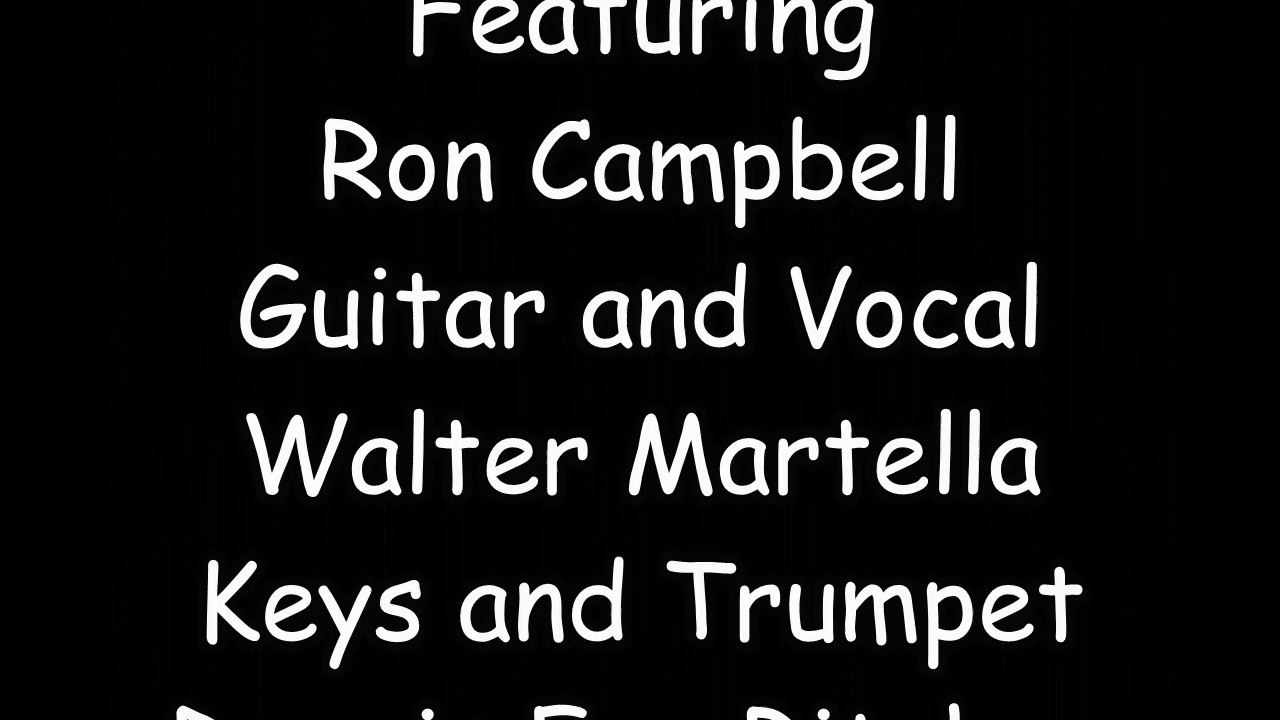 Featuring
Ron Campbell
Guitar and Vocal
Walter Martella
Keys and Trumpet